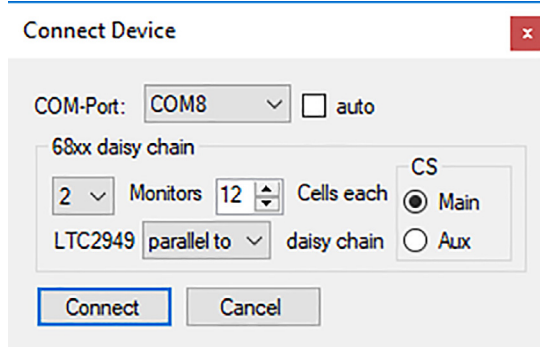 Connect Device
x
COM-Port: COM8 auto
68xx daisy chain
CS
2 Monitors 12 Cells each
Main
LTC2949 parallel to daisy chain
Aux
Connect Cancel